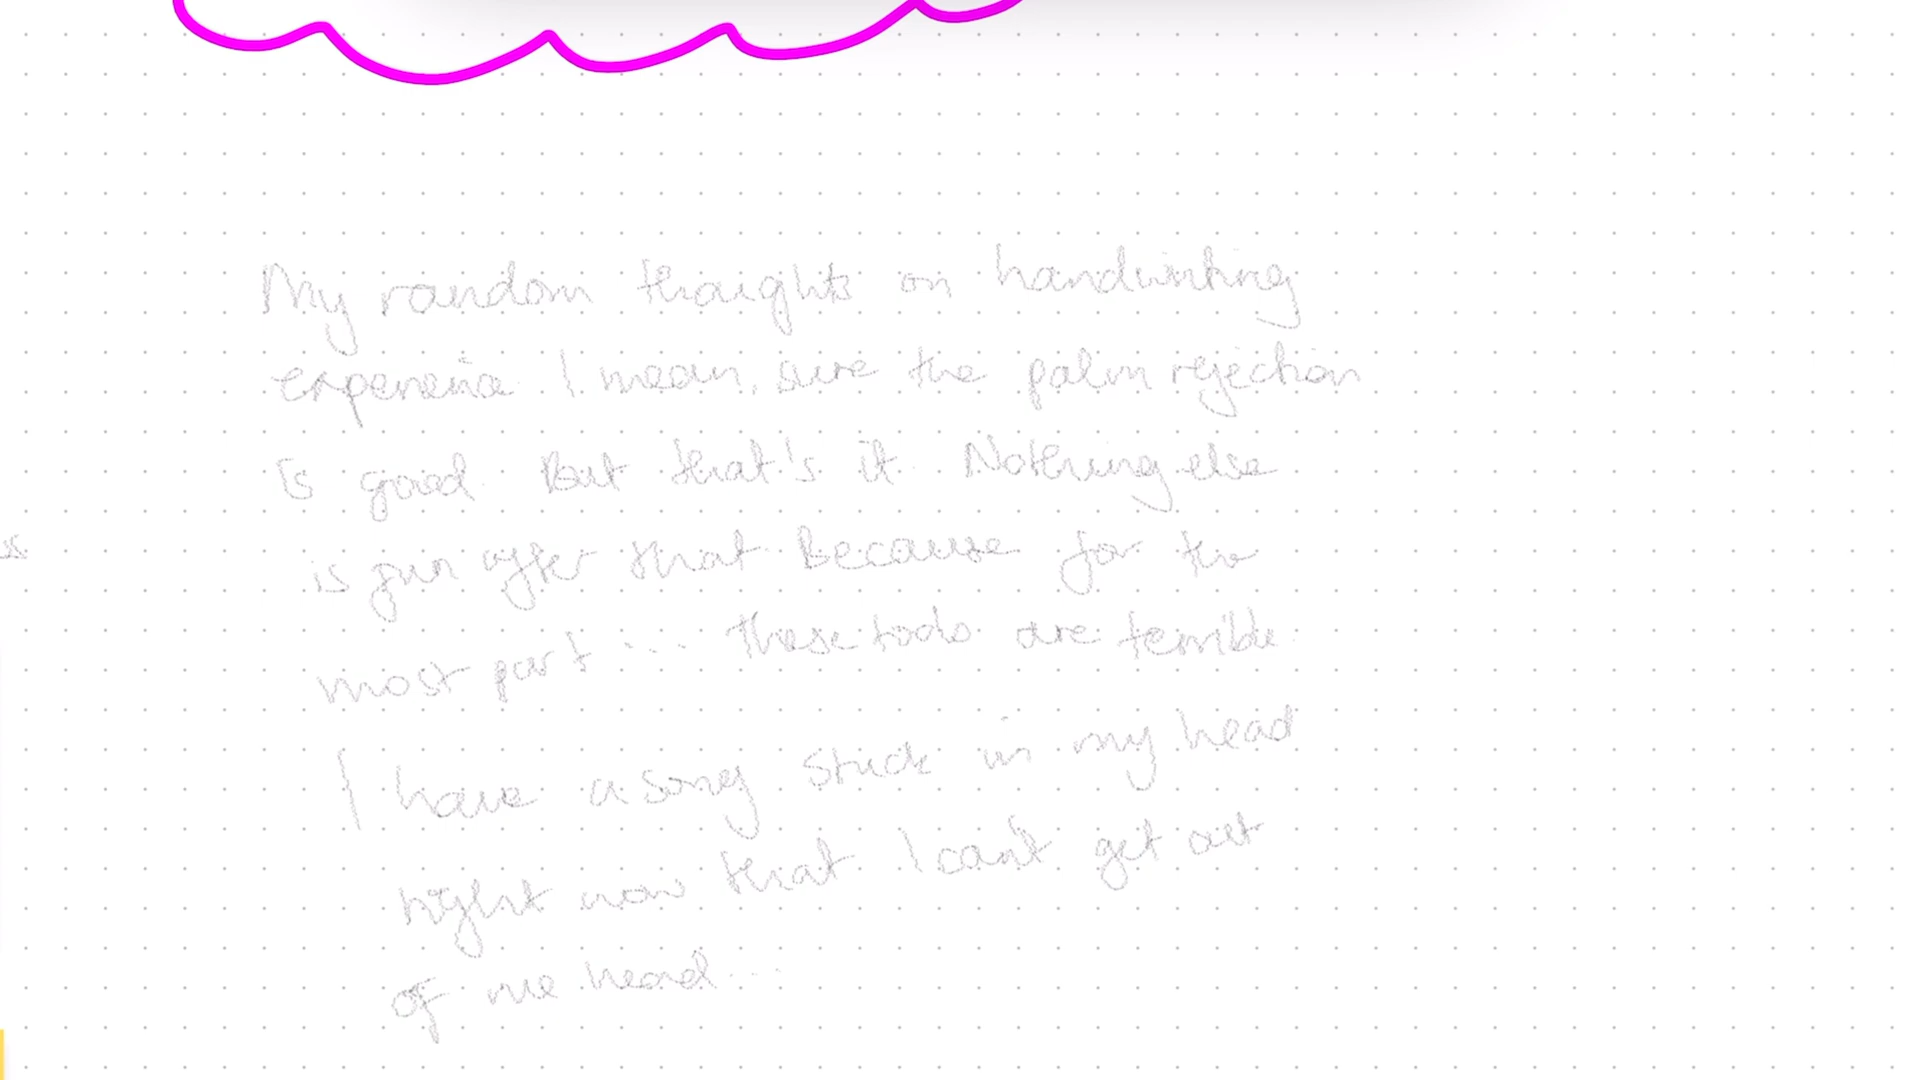 My random thoughts on handwriting
experience. I mean, sure the palm rejection
is good. But that's it. Nothing else
is fun after that. Because for the
most part... These tools are terrible.
I have a song stuck in my head
right now that I can't get out
of me head...